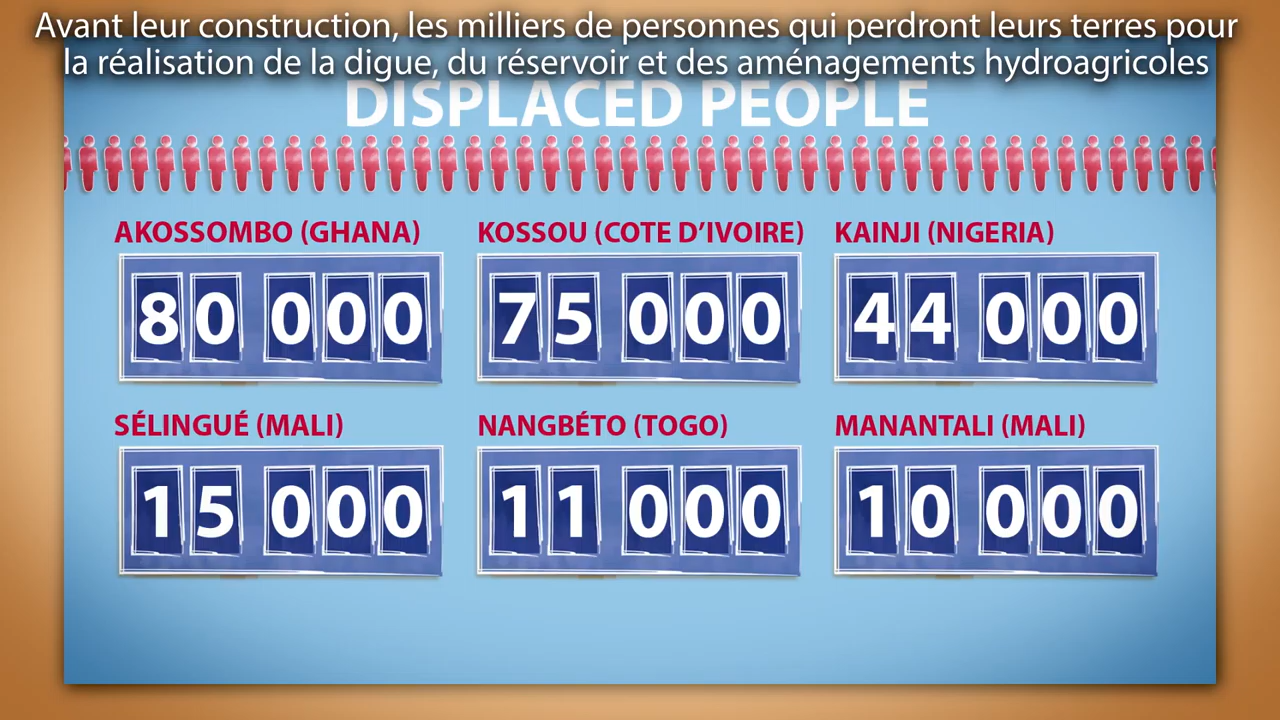 Avant leur construction, les milliers de personnes qui perdront leurs terres pour
la réalisation de la digue, du réservoir et des aménagements hydroagricoles
DISPLACED PEOPLE
AKOSSOMBO (GHANA)
80 000
KOSSOU (COTE D'IVOIRE)
75 000
KAINJI (NIGERIA)
44 000
SÉLINGUÉ (MALI)
15 000
NANGBÉTO (TOGO)
11 000
MANANTALI (MALI)
10 000